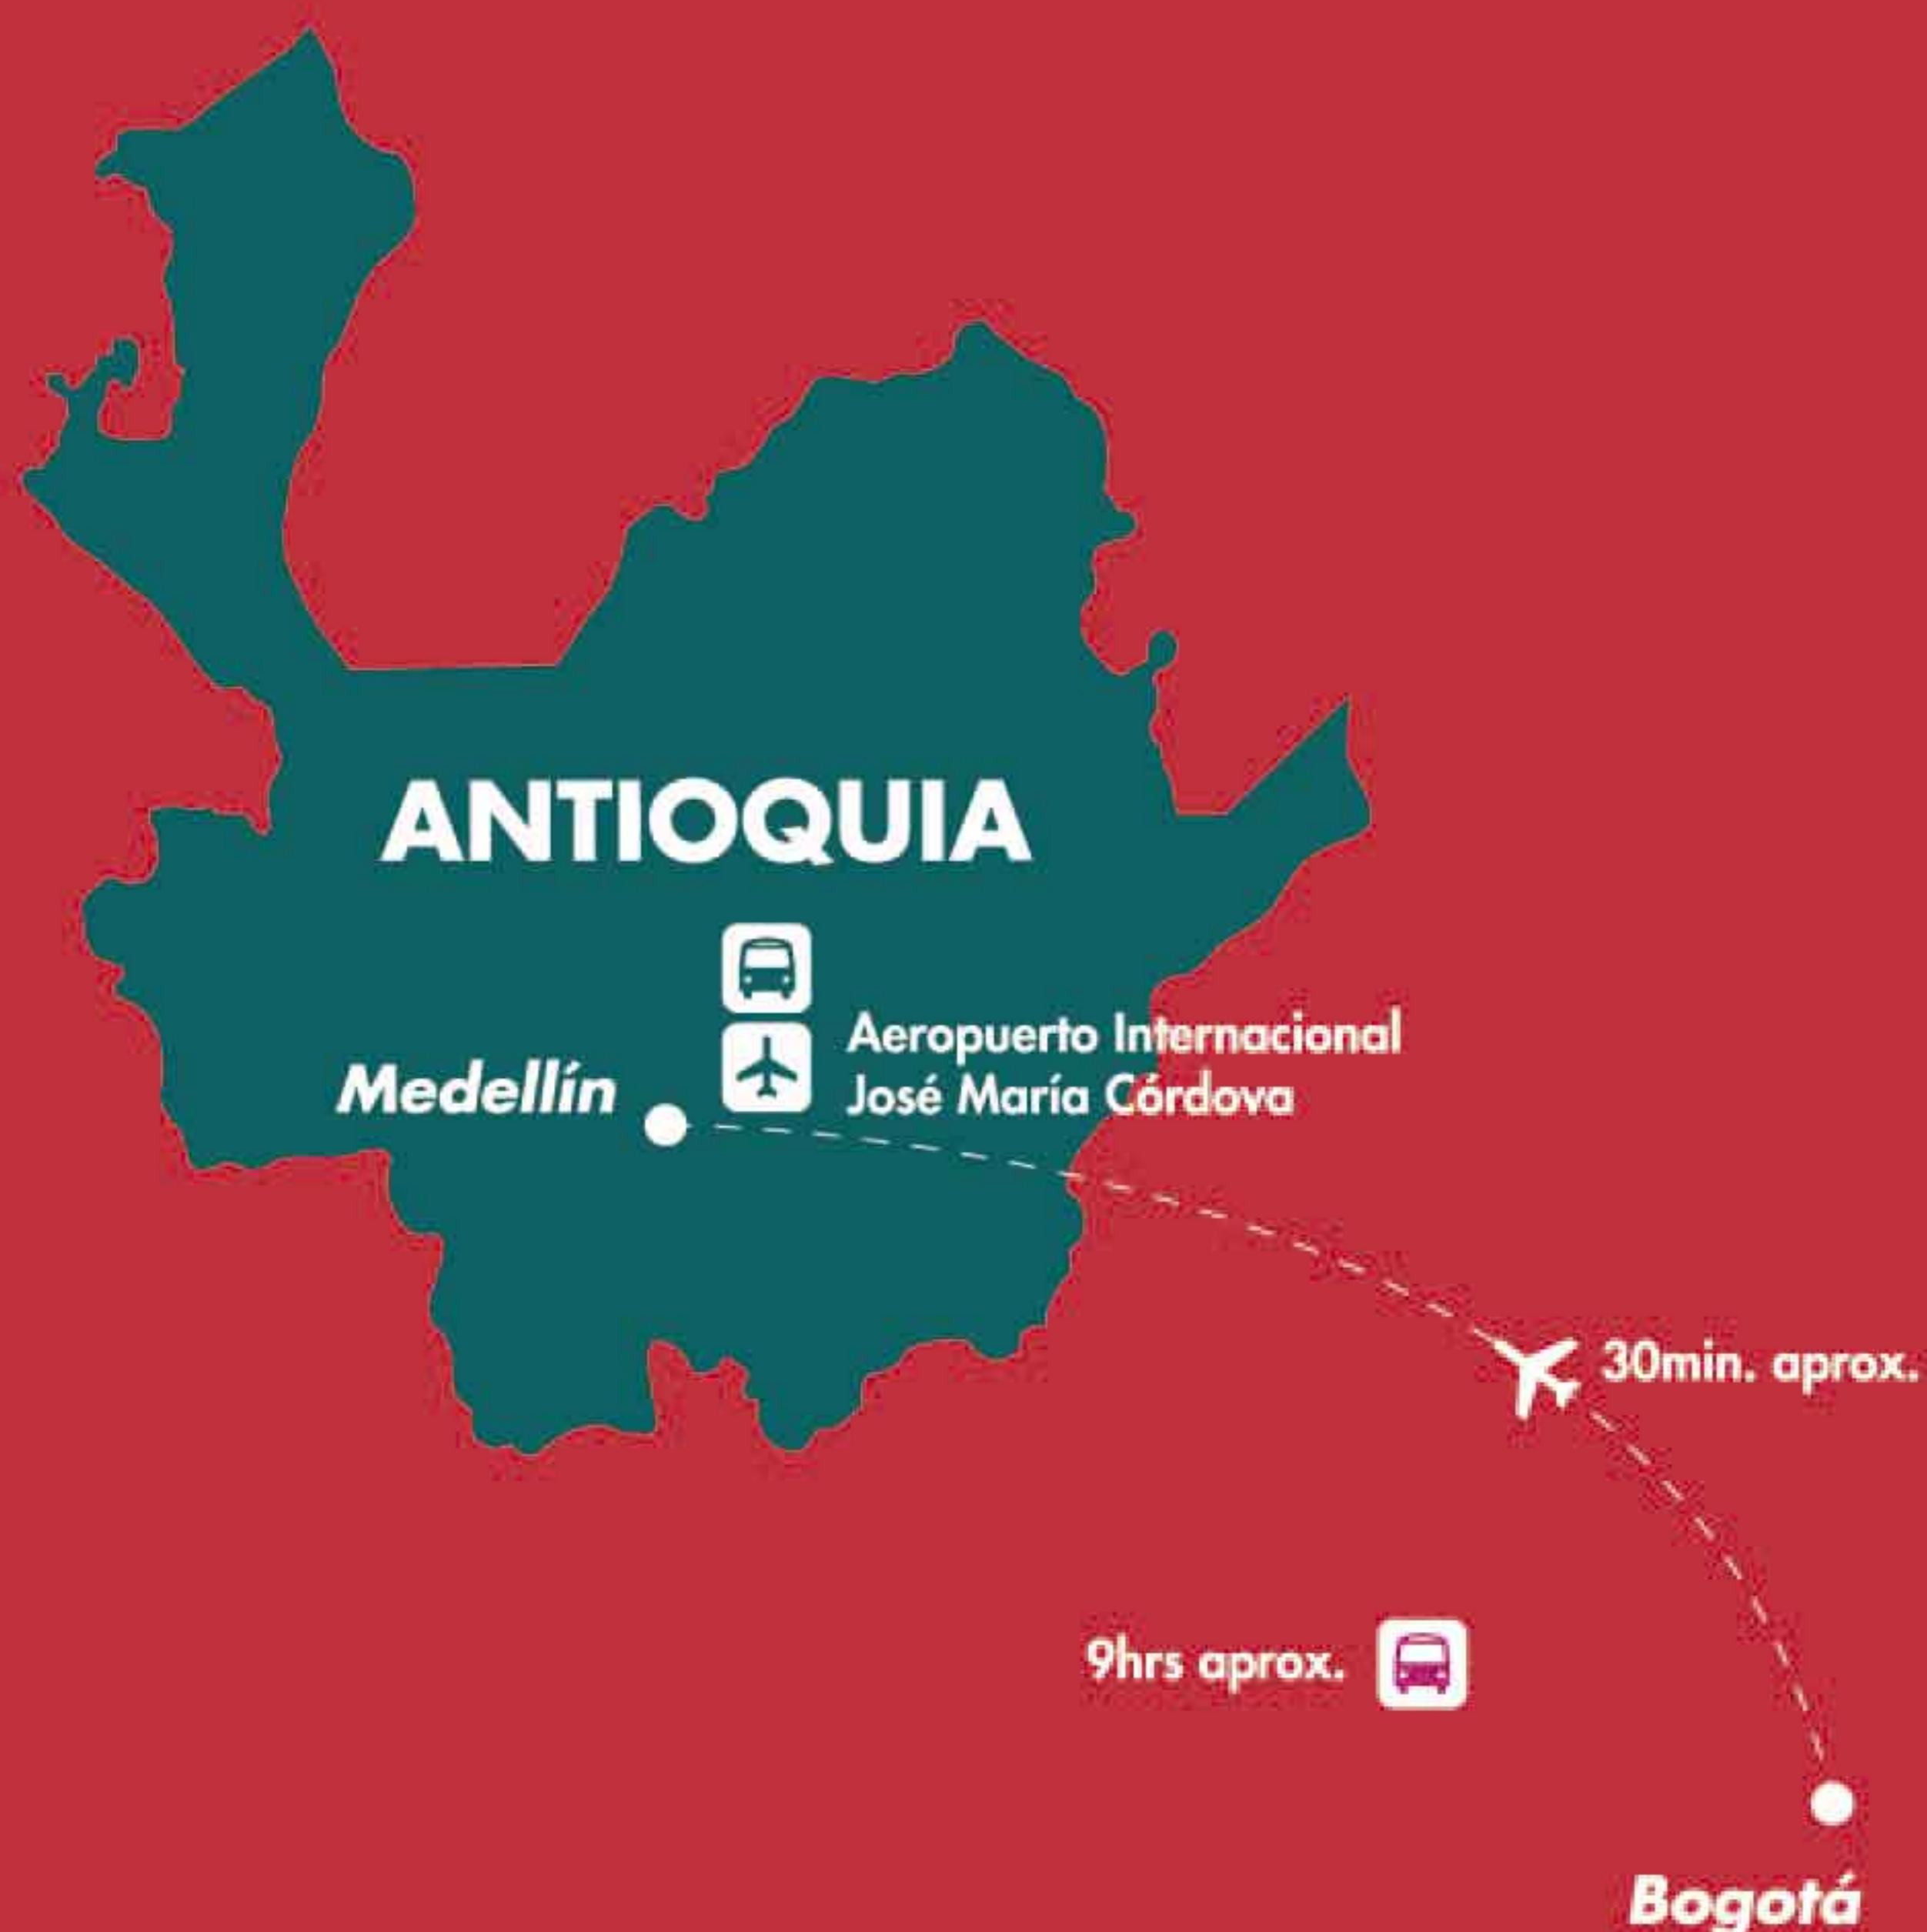 ANTIOQUIA
Aeropuerto Internacional
José María Córdova
Medellín
30min. aprox.
9hrs aprox.
Bogotá